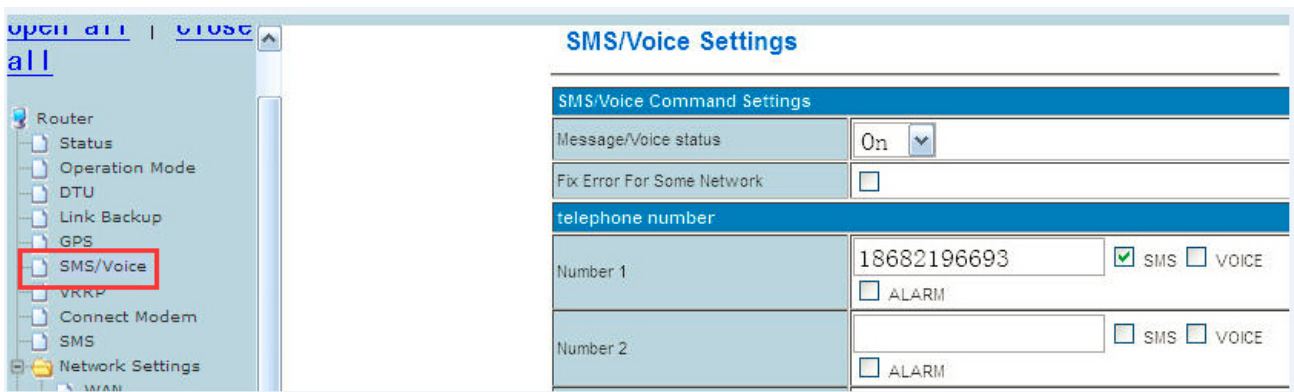 open all | close
all
Router
Status
Operation Mode
DTU
Link Backup
GPS
SMS/Voice
VRRP
Connect Modem
SMS
Network Settings
WAN
SMS/Voice Settings
SMS/Voice Command Settings
Message/Voice status
On
Fix Error For Some Network
telephone number
Number 1
18682196693
SMS VOICE
ALARM
Number 2
SMS VOICE
ALARM